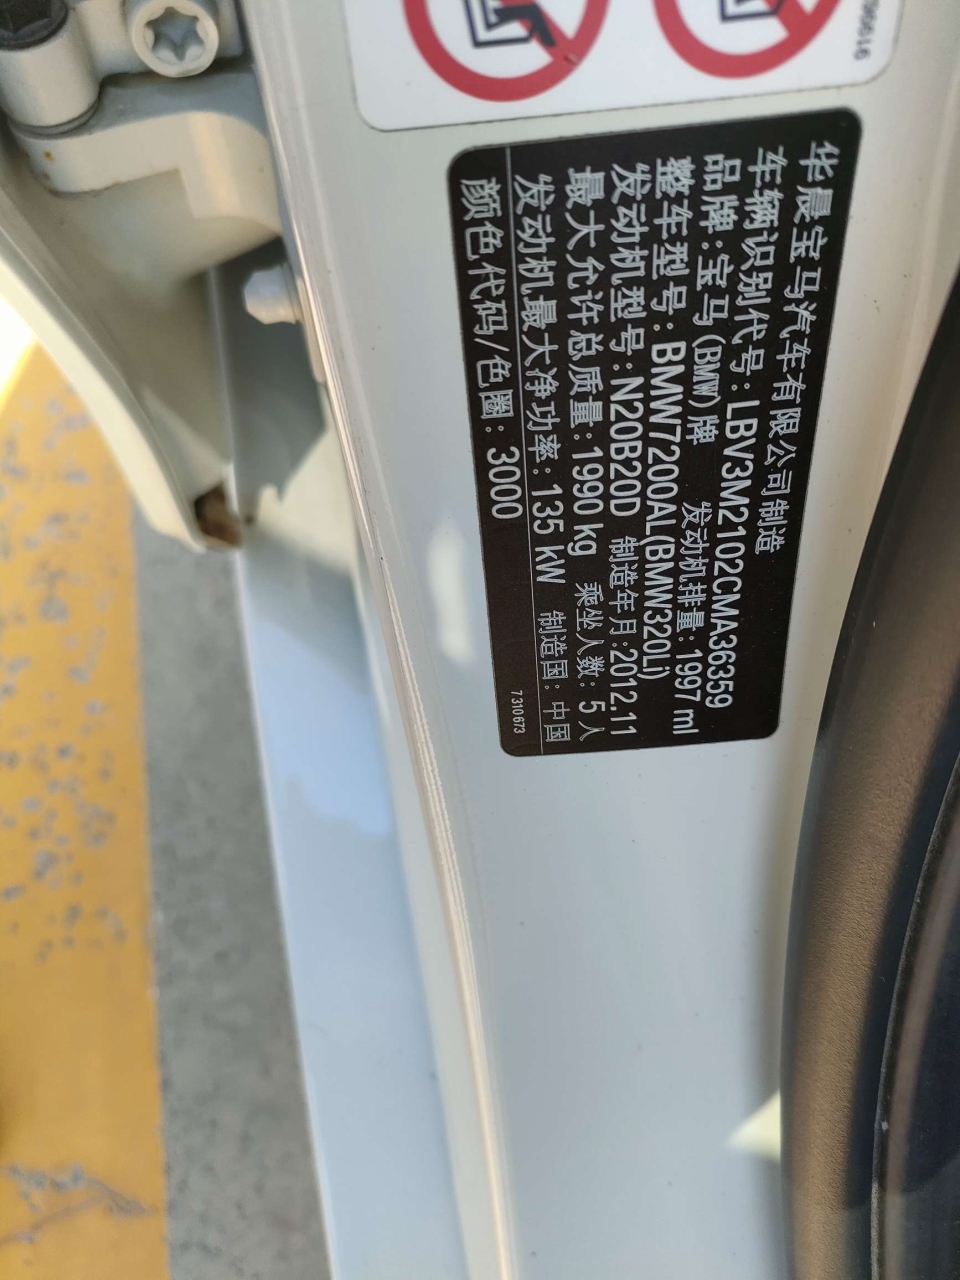 华晨宝马汽车有限公司制造
车辆识别代号: LBV3M2102CMA36359
品牌: 宝马(BMW)牌 发动机排量: 1997 ml
整车型号: BMW7200AL(BMW320Li)
发动机型号: N20B20D 制造年月: 2012.11
最大允许总质量: 1990 kg 乘坐人数: 5 人
发动机最大净功率: 135 kW 制造国: 中国
颜色代码/色圈: 3000
7310673